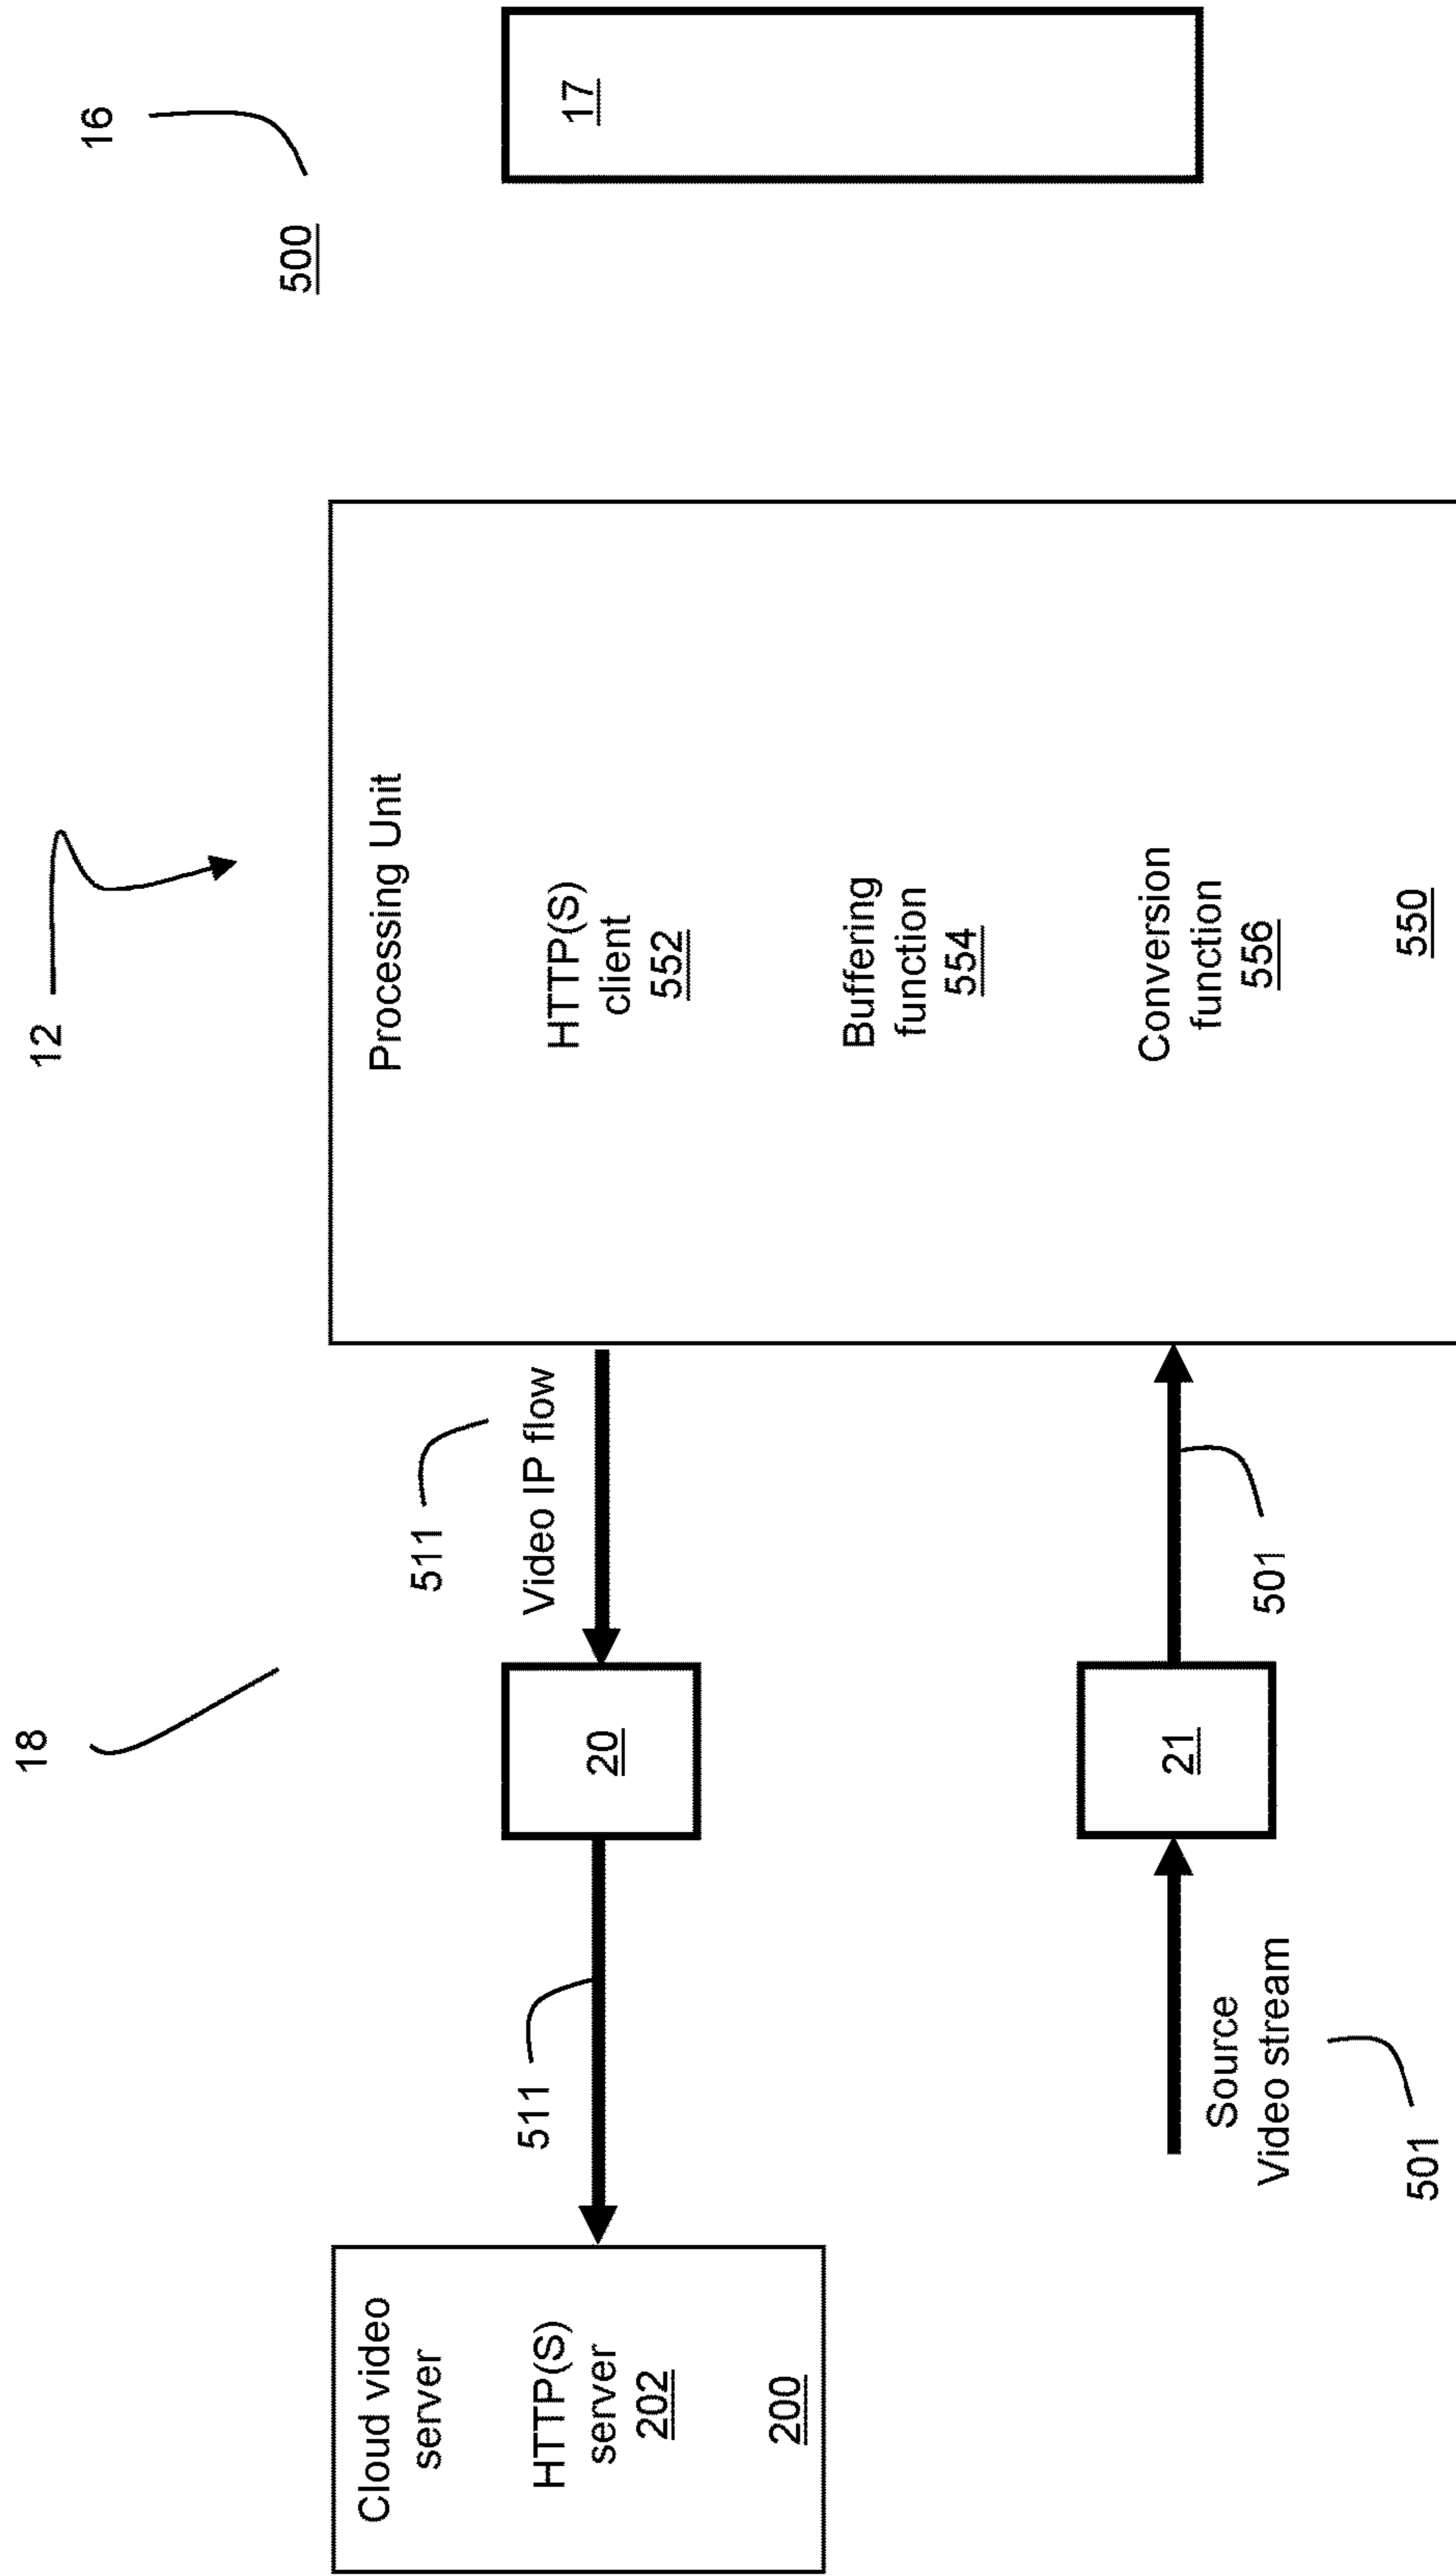 16
12
18
500
17
Processing Unit
HTTP(S)
client
552
Buffering
function
554
Conversion
function
556
550
511
Video IP flow
20
511
Cloud video
server
HTTP(S)
server
202
200
501
21
Source
Video stream
501